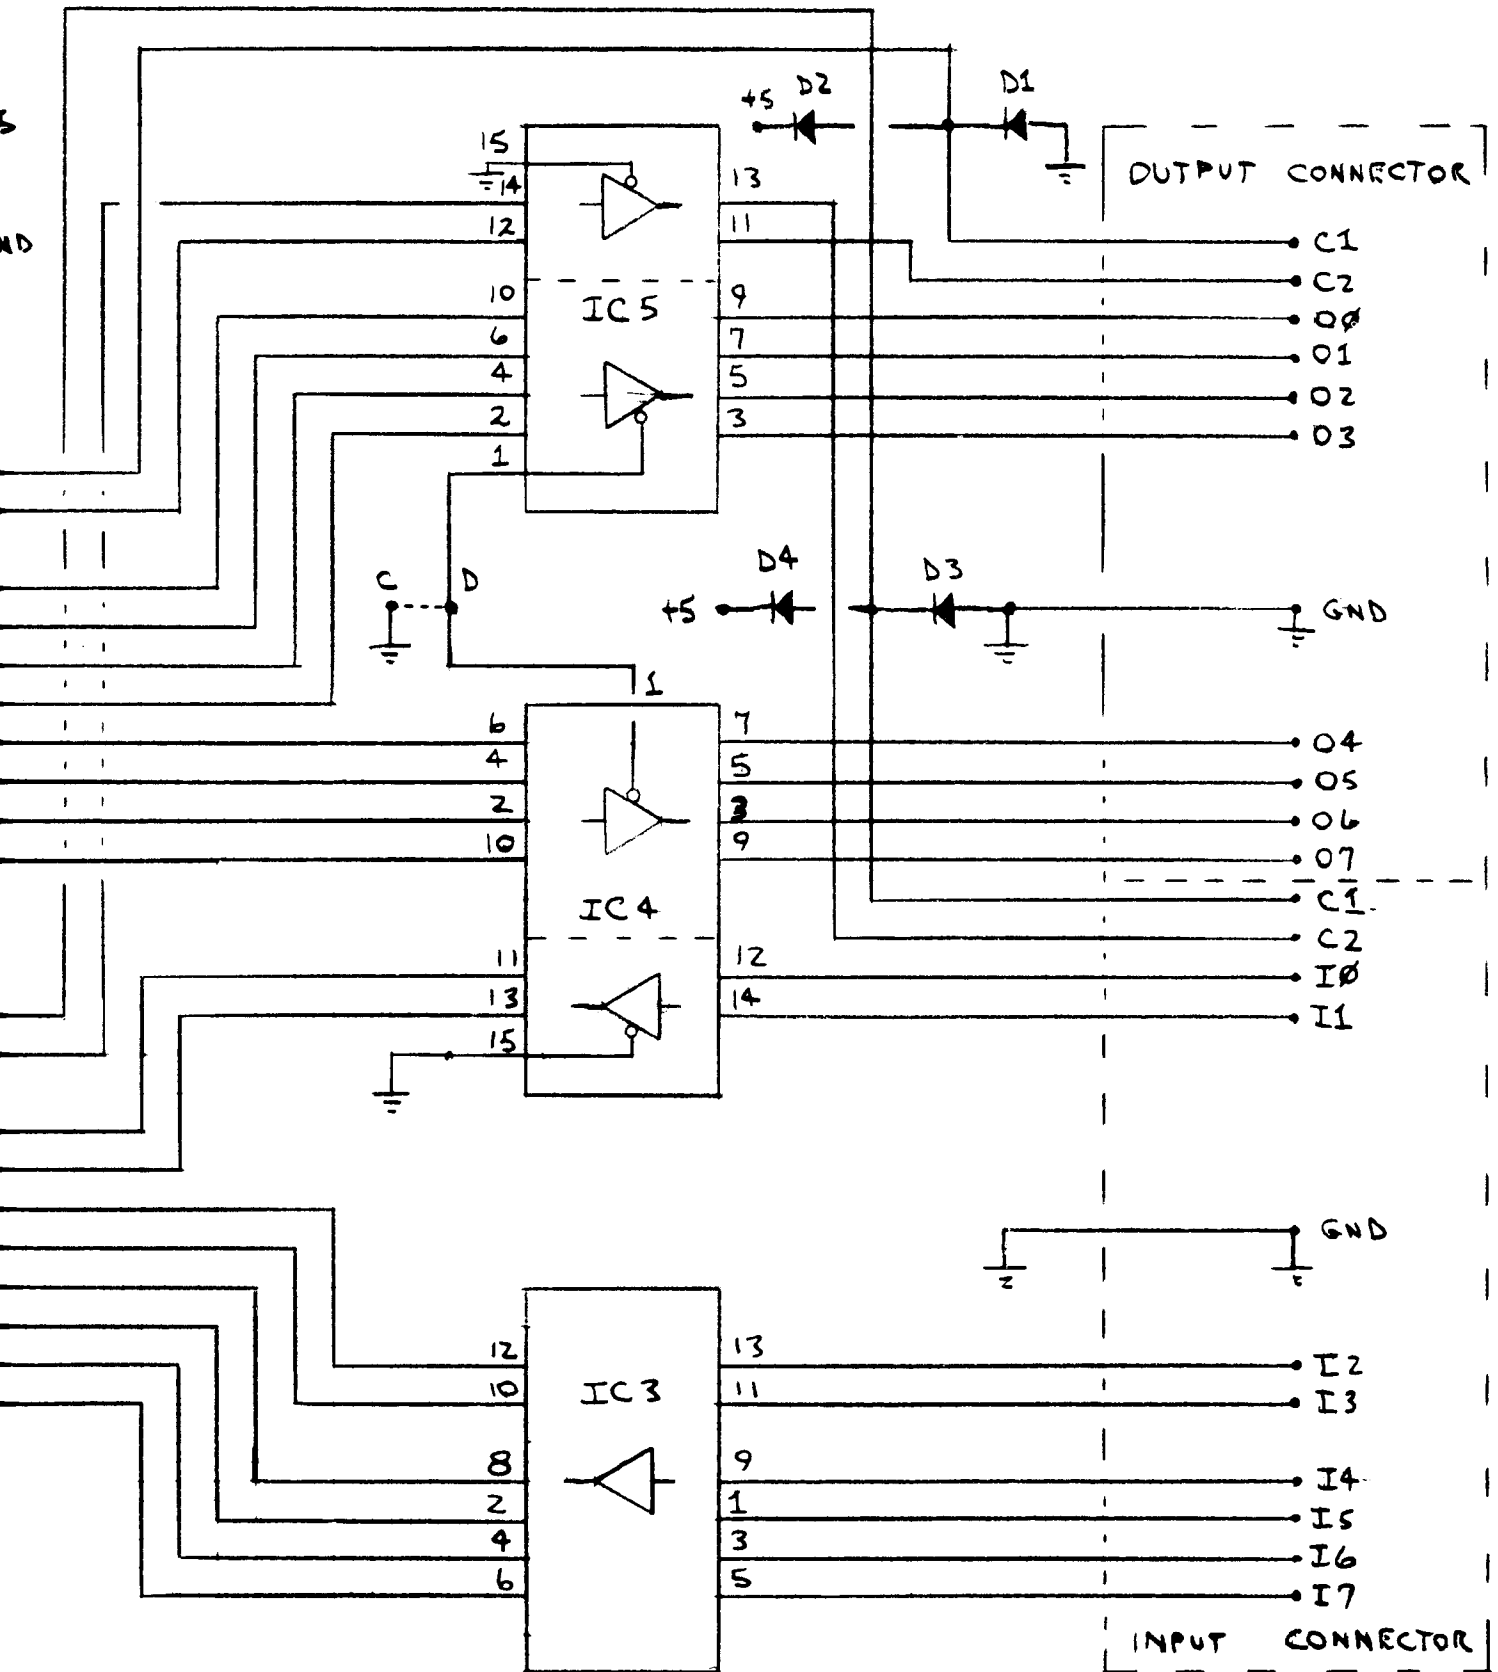 D2
D1
+5
15
14
13
OUTPUT CONNECTOR
12
11
C1
C2
10
IC5
9
OØ
6
7
O1
4
5
O2
2
3
O3
1
C
D
D4
D3
+5
GND
1
6
7
O4
4
5
O5
2
3
O6
10
9
O7
IC4
C1
C2
11
12
IØ
13
14
I1
15
GND
12
13
I2
10
IC3
11
I3
8
9
I4
2
1
I5
4
3
I6
6
5
I7
INPUT CONNECTOR